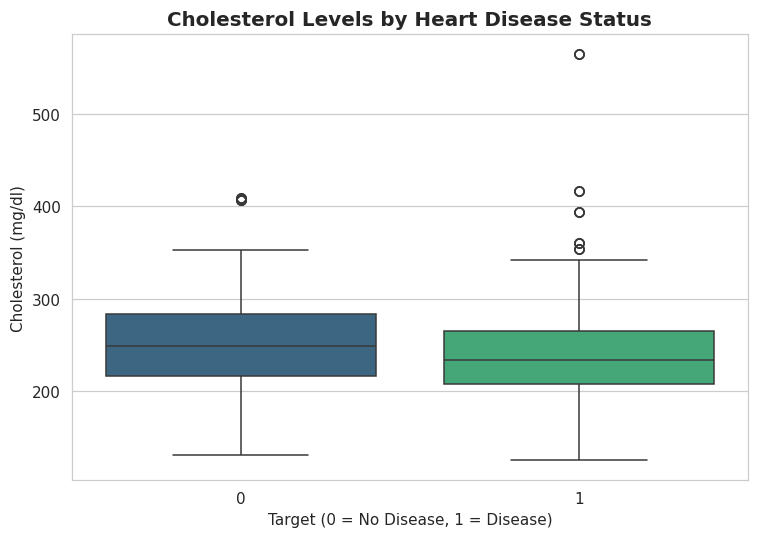 Cholesterol Levels by Heart Disease Status
Cholesterol (mg/dl)
500
400
300
200
0
1
Target (0 = No Disease, 1 = Disease)